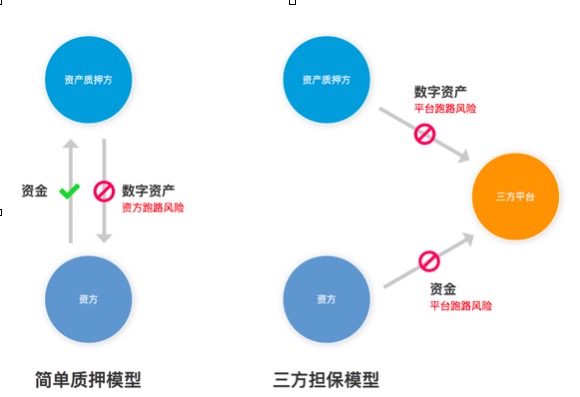 资产质押方
资金
数字资产
资方跑路风险
资方
简单质押模型
资产质押方
数字资产
平台跑路风险
三方平台
资方
资金
平台跑路风险
三方担保模型